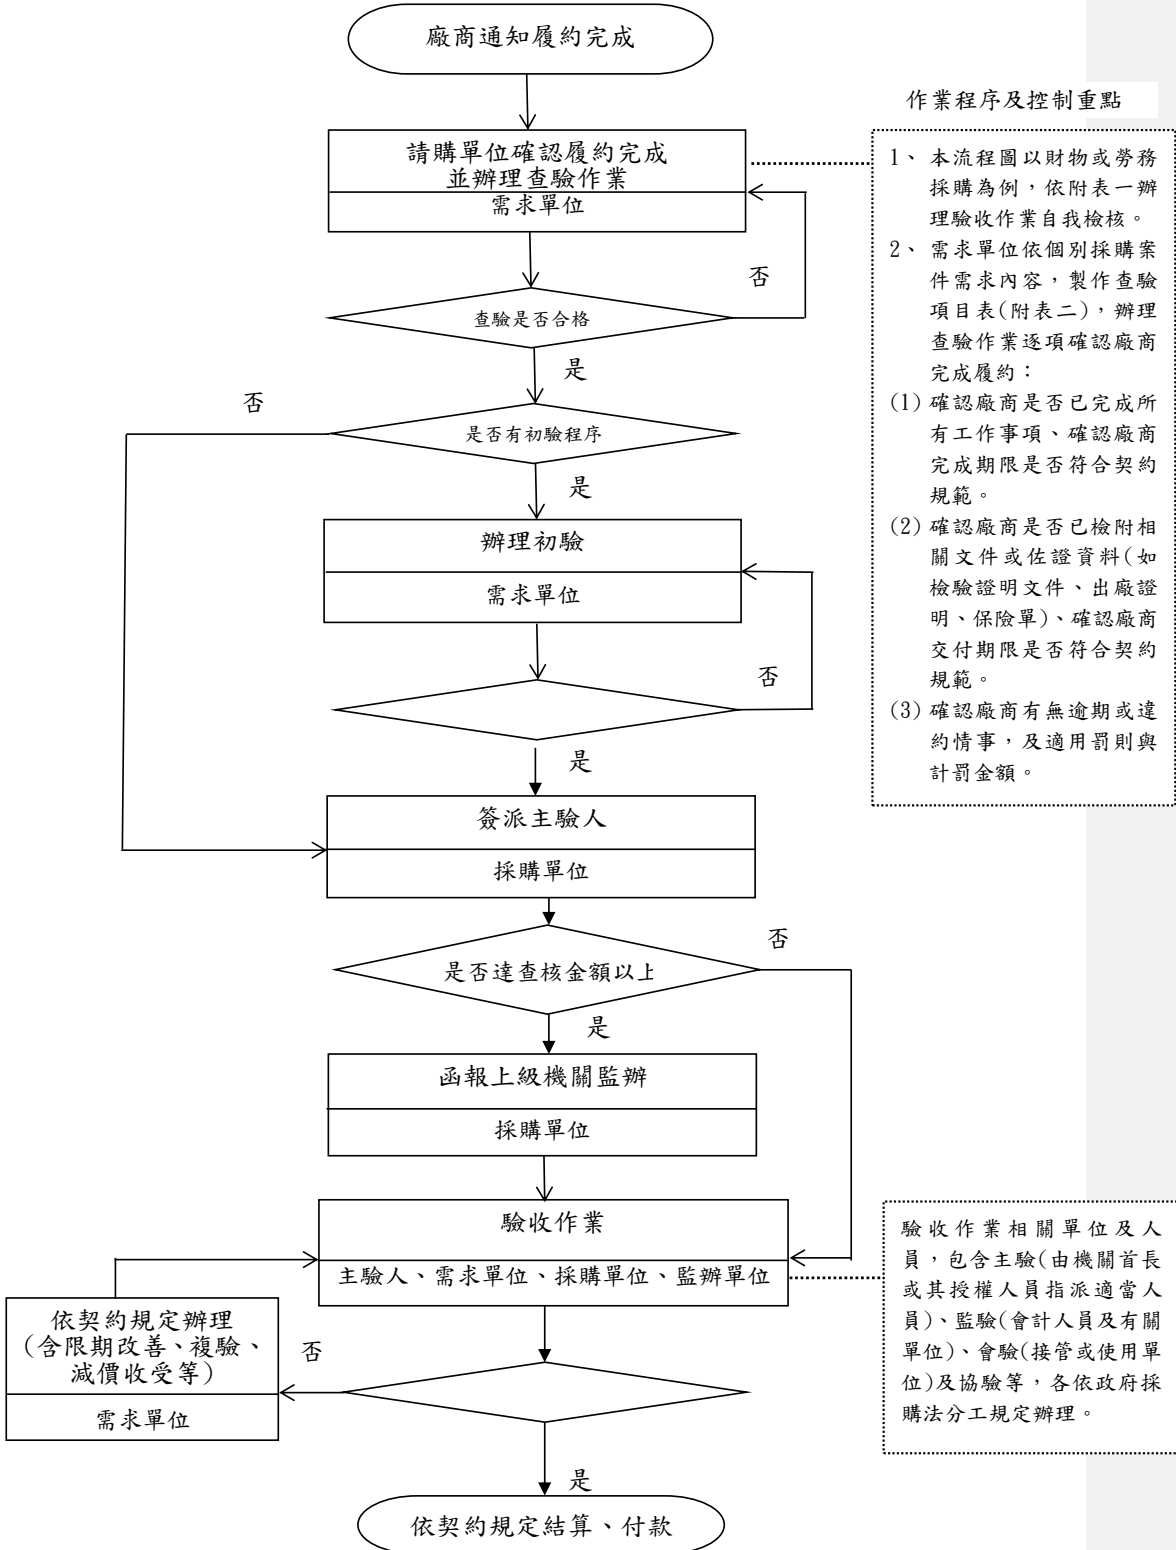 廠商通知履約完成
作業程序及控制重點
請購單位確認履約完成
並辦理查驗作業
需求單位
1、本流程圖以財物或勞務
採購為例，依附表一辦
理驗收作業自我檢核。
2、需求單位依個別採購案
件需求內容，製作查驗
項目表(附表二)，辦理
查驗作業逐項確認廠商
完成履約：
(1)確認廠商是否已完成所
有工作事項、確認廠商
完成期限是否符合契約
規範。
(2)確認廠商是否已檢附相
關文件或佐證資料(如
檢驗證明文件、出廠證
明、保險單)、確認廠商
交付期限是否符合契約
規範。
(3)確認廠商有無逾期或違
約情事，及適用罰則與
計罰金額。
否
查驗是否合格
是
否
是否有初驗程序
是
辦理初驗
需求單位
否
是
簽派主驗人
採購單位
否
是否達查核金額以上
是
函報上級機關監辦
採購單位
驗收作業
主驗人、需求單位、採購單位、監辦單位
驗收作業相關單位及人
員，包含主驗(由機關首長
或其授權人員指派適當人
員)、監驗(會計人員及有關
單位)、會驗(接管或使用單
位)及協驗等，各依政府採
購法分工規定辦理。
依契約規定辦理
(含限期改善、複驗、
減價收受等)
需求單位
否
是
依契約規定結算、付款